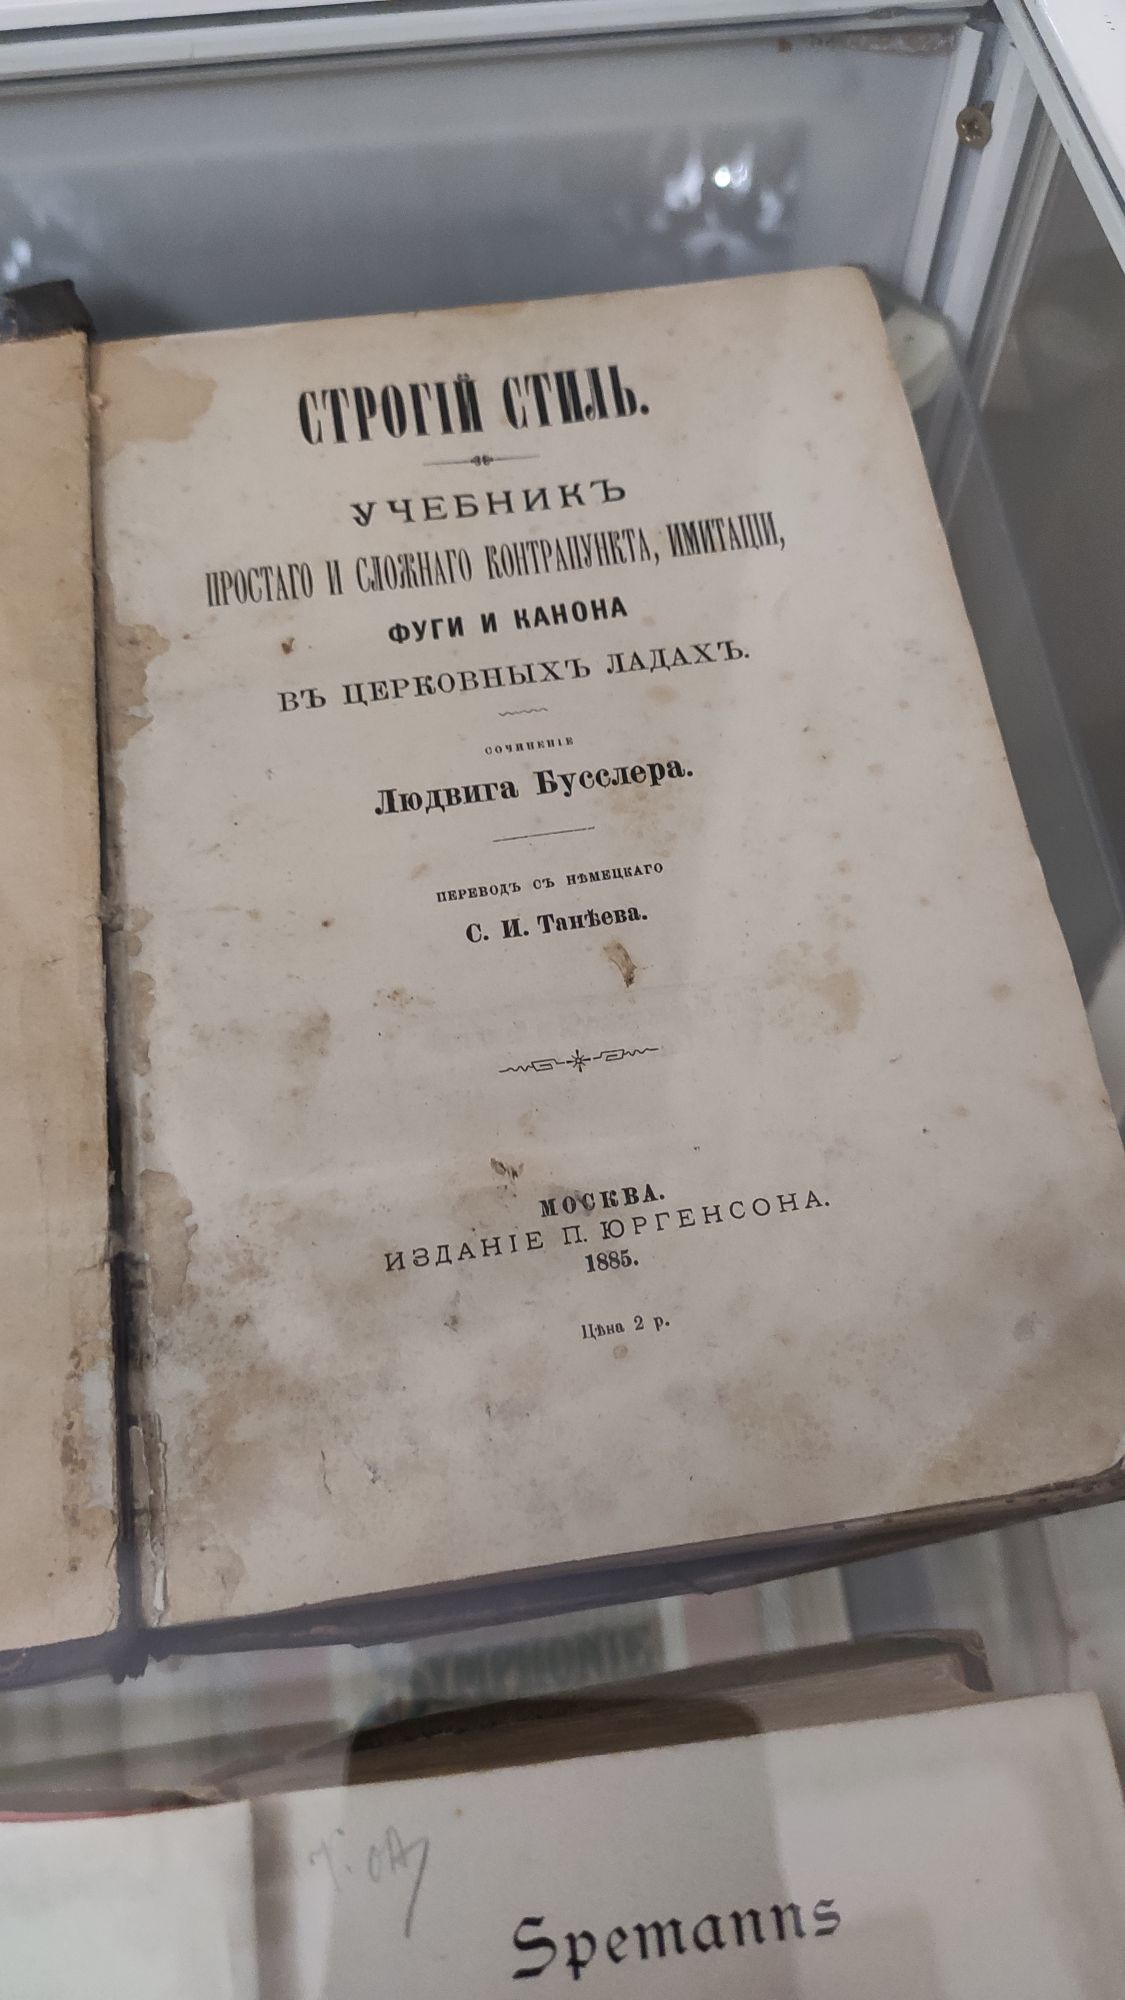 СТРОГІЙ СТИЛЬ.
УЧЕБНИКЪ
ПРОСТАГО И СЛОЖНАГО КОНТРАПУНКТА, ИМИТАЦІИ,
ФУГИ И КАНОНА
ВЪ ЦЕРКОВНЫХЪ ЛАДАХЪ.
СОЧИНЕНІЕ
Людвига Бусслера.
ПЕРЕВОДЪ СЪ НѢМЕЦКАГО
С. И. Танѣева.
МОСКВА.
ИЗДАНІЕ П. ЮРГЕНСОНА.
1885.
Цѣна 2 р.
Spemanns